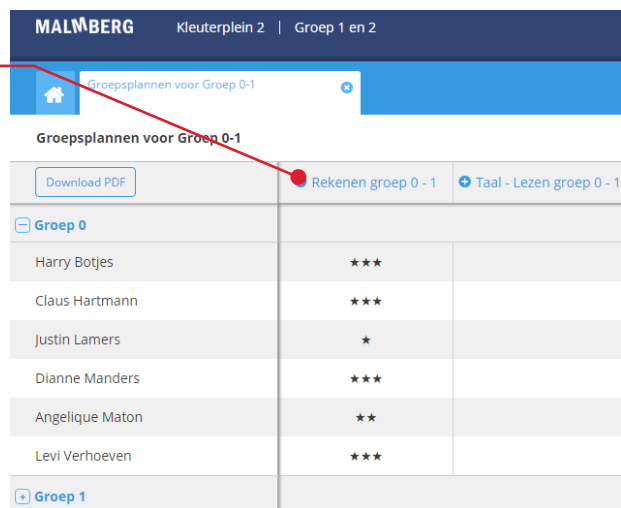 MALMBERG Kleuterplein 2 | Groep 1 en 2
Groepsplannen voor Groep 0-1
Groepsplannen voor Groep 0-1
Download PDF Rekenen groep 0 - 1 Taal - Lezen groep 0 - 1
Groep 0
Harry Botjes ★★★
Claus Hartmann ★★★
Justin Lamers ★
Dianne Manders ★★★
Angelique Maton ★★
Levi Verhoeven ★★★
Groep 1